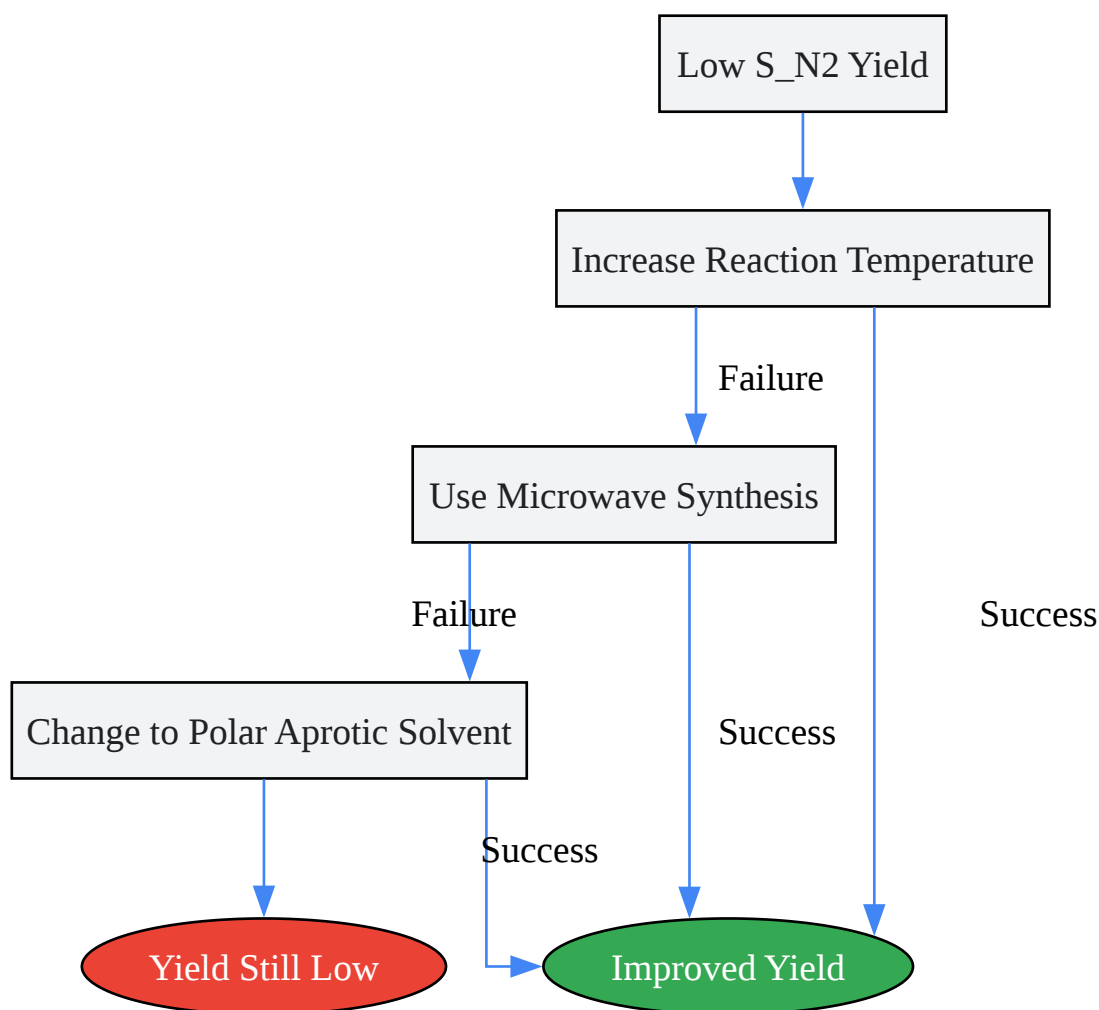 Low S_N2 Yield
Increase Reaction Temperature
Failure
Use Microwave Synthesis
Failure
Success
Change to Polar Aprotic Solvent
Success
Success
Yield Still Low
Improved Yield